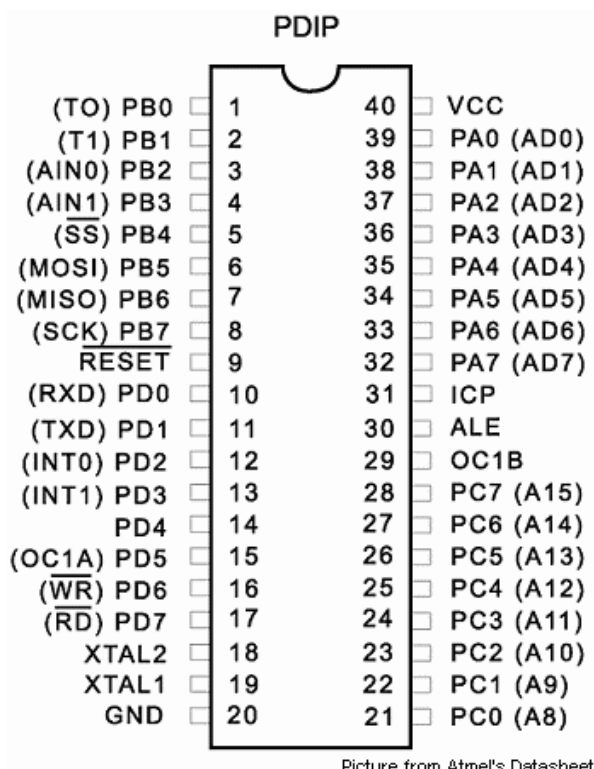 PDIP
(TO) PB0 1 40 VCC
(T1) PB1 2 39 PA0 (AD0)
(AIN0) PB2 3 38 PA1 (AD1)
(AIN1) PB3 4 37 PA2 (AD2)
(S̅S̅) PB4 5 36 PA3 (AD3)
(MOSI) PB5 6 35 PA4 (AD4)
(MISO) PB6 7 34 PA5 (AD5)
(SCK) PB7 8 33 PA6 (AD6)
R̅E̅S̅E̅T̅ 9 32 PA7 (AD7)
(RXD) PD0 10 31 ICP
(TXD) PD1 11 30 ALE
(INT0) PD2 12 29 OC1B
(INT1) PD3 13 28 PC7 (A15)
PD4 14 27 PC6 (A14)
(OC1A) PD5 15 26 PC5 (A13)
(W̅R̅) PD6 16 25 PC4 (A12)
(R̅D̅) PD7 17 24 PC3 (A11)
XTAL2 18 23 PC2 (A10)
XTAL1 19 22 PC1 (A9)
GND 20 21 PC0 (A8)
Picture from Atmel's Datasheet